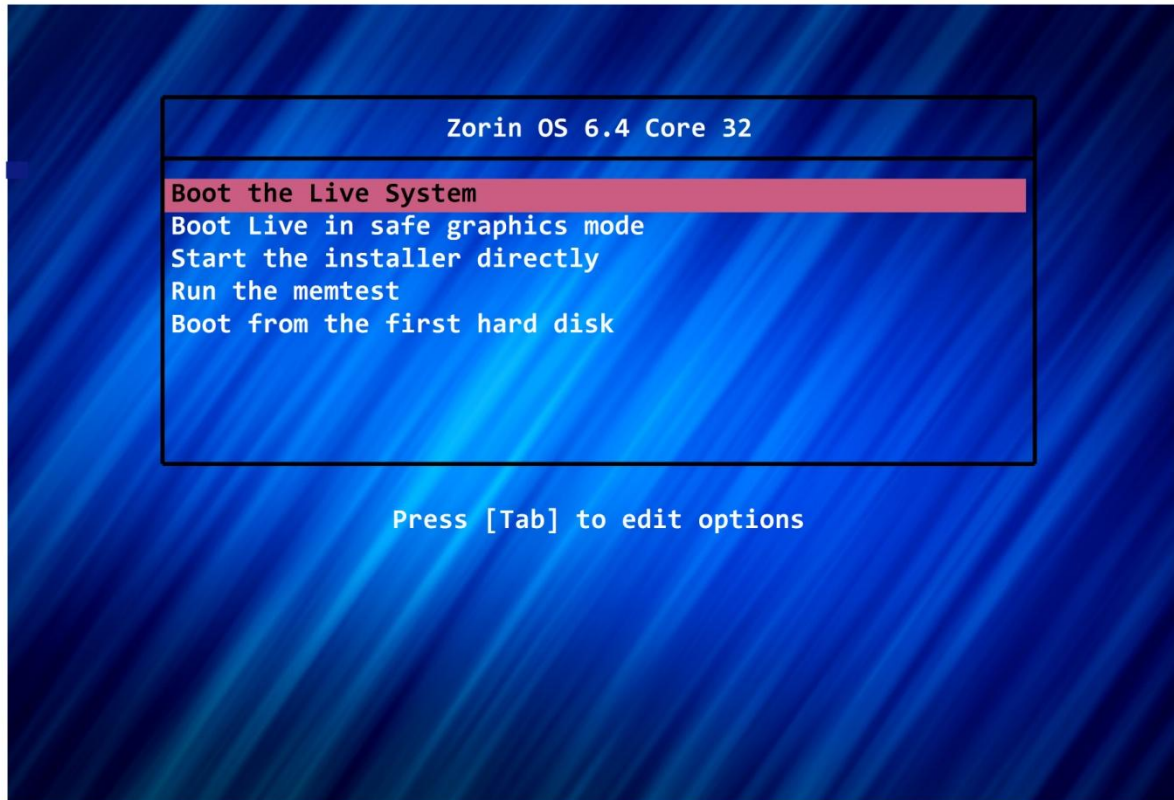 Zorin OS 6.4 Core 32
Boot the Live System
Boot Live in safe graphics mode
Start the installer directly
Run the memtest
Boot from the first hard disk
Press [Tab] to edit options